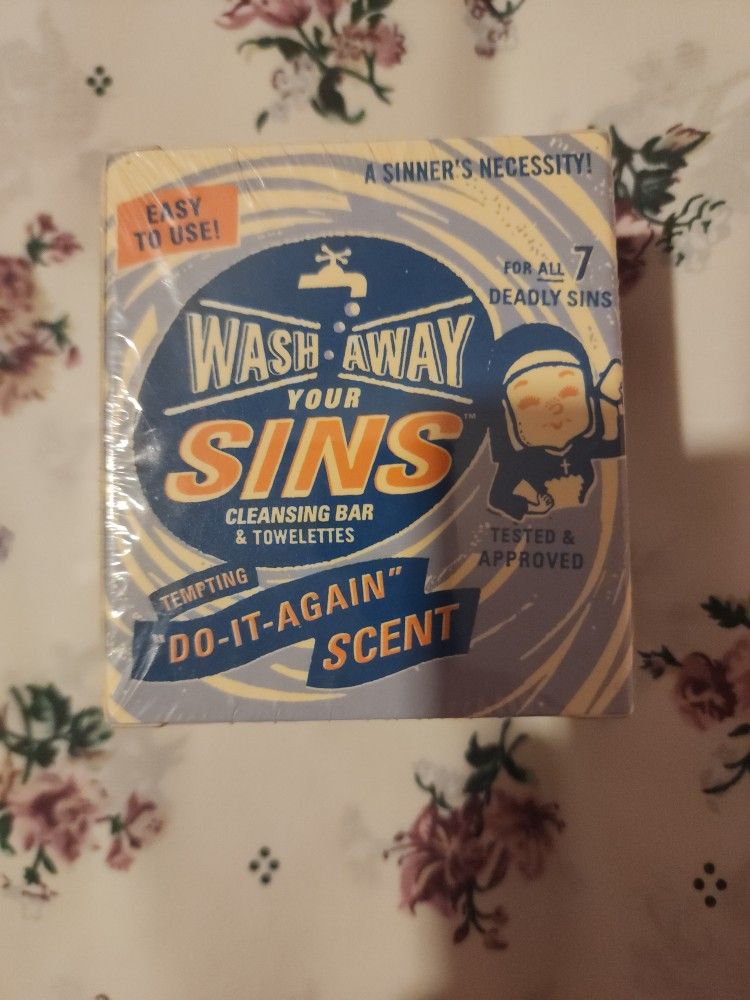 A SINNER'S NECESSITY!
EASY
TO USE!
FOR ALL 7
DEADLY SINS
WASH AWAY
YOUR
SINS™
CLEANSING BAR
& TOWELETTES
TESTED &
APPROVED
TEMPTING
"DO-IT-AGAIN"
SCENT